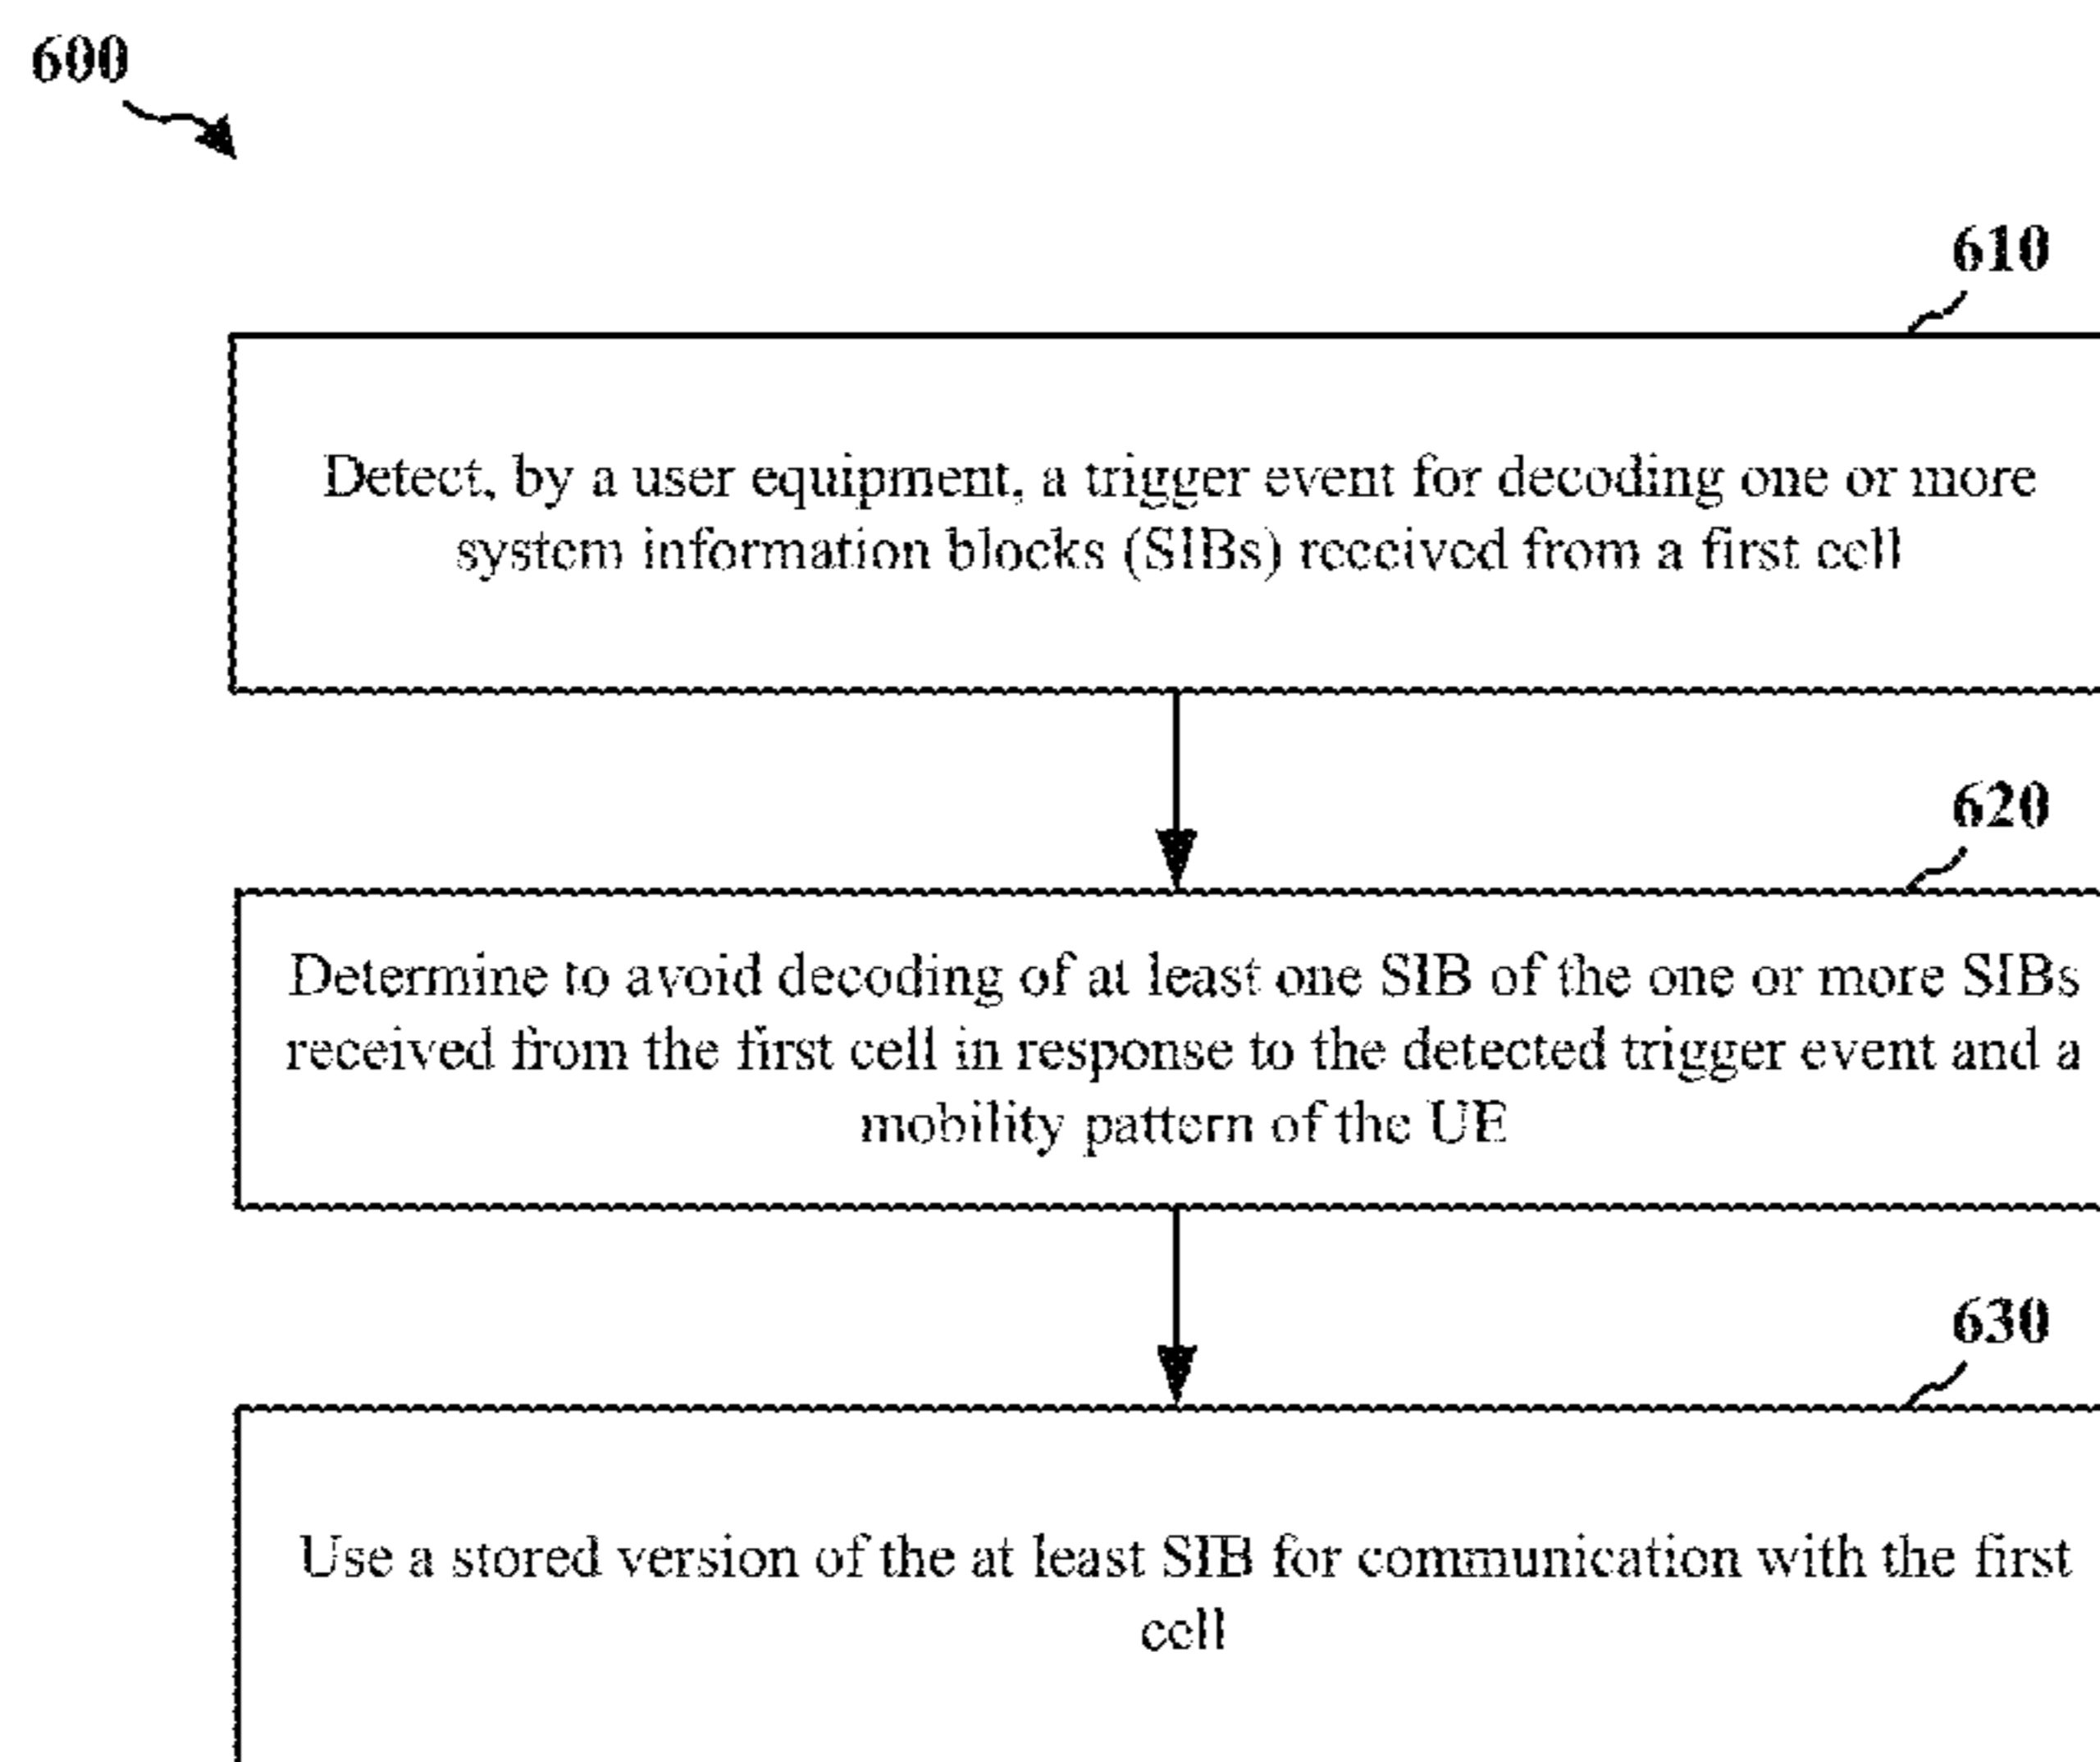 600
610
Detect, by a user equipment, a trigger event for decoding one or more
system information blocks (SIBs) received from a first cell
620
Determine to avoid decoding of at least one SIB of the one or more SIBs
received from the first cell in response to the detected trigger event and a
mobility pattern of the UE
630
Use a stored version of the at least SIB for communication with the first
cell